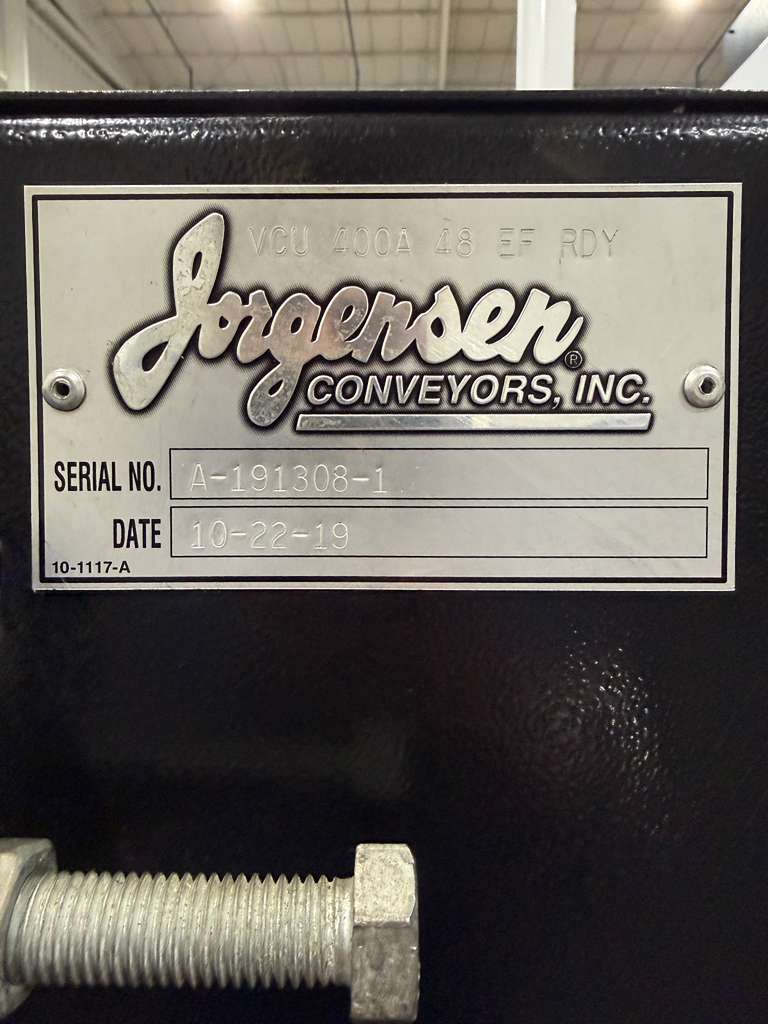 VCU 400A 48 EF RDY
Jorgensen®
CONVEYORS, INC.
SERIAL NO. A-191308-1
DATE 10-22-19
10-1117-A